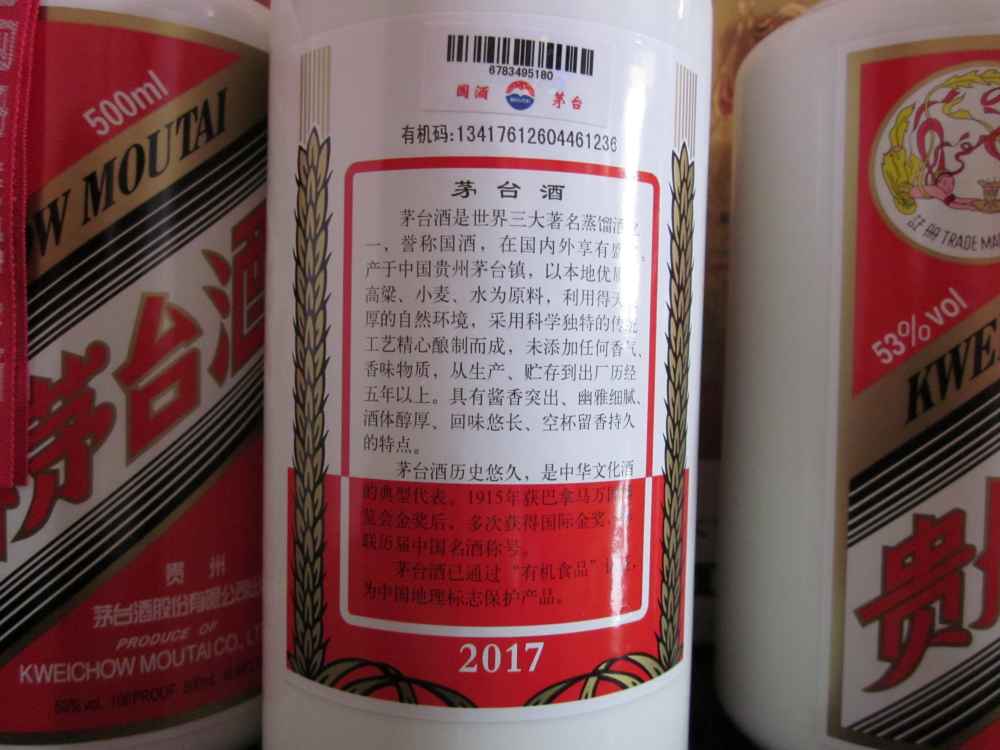 500ml
W MOUTAI
茅台酒
贵 州
茅台酒股份有限公司
PRODUCE OF
KWEICHOW MOUTAI CO., LT
6783495180
国酒 MOUTAI 茅台
有机码:13417612604461236
茅 台 酒
茅台酒是世界三大著名蒸馏酒之
一，誉称国酒，在国内外享有
产于中国贵州茅台镇，以本地优
高粱、小麦、水为原料，利用得天
厚的自然环境，采用科学独特的传统
工艺精心酿制而成，未添加任何香气、
香味物质，从生产、贮存到出厂历经
五年以上。具有酱香突出、幽雅细腻、
酒体醇厚、回味悠长、空杯留香持久
的特点。
茅台酒历史悠久，是中华文化酒
的典型代表。1915年获巴拿马万国
览会金奖后，多次获得国际金奖，
联历届中国名酒称号。
茅台酒已通过“有机食品”
为中国地理标志保护产品。
2017
注册 TRADE MA
53% vol
KWE
贵